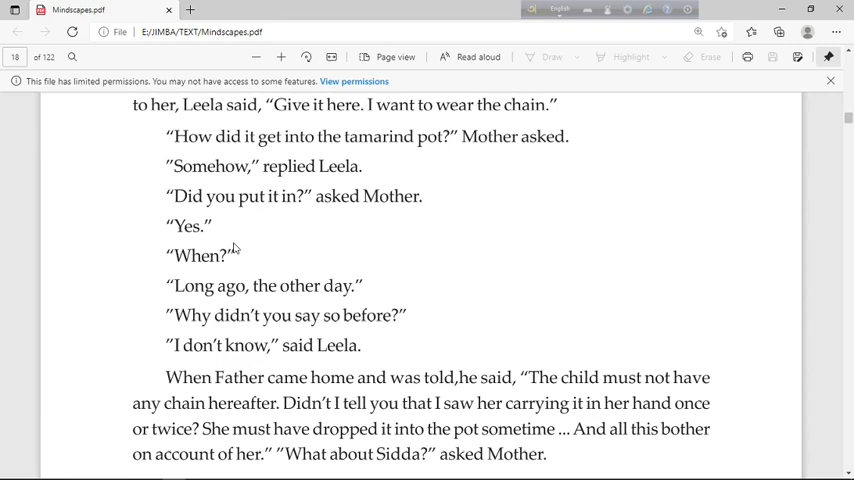 Mindscapes.pdf
English
File E:/JIMBA/TEXT/Mindscapes.pdf
18 of 122 Page view Read aloud Draw Highlight Erase
This file has limited permissions. You may not have access to some features. View permissions
to her, Leela said, “Give it here. I want to wear the chain.”
“How did it get into the tamarind pot?” Mother asked.
”Somehow,” replied Leela.
“Did you put it in?” asked Mother.
“Yes.”
“When?”
“Long ago, the other day.”
”Why didn’t you say so before?”
”I don’t know,” said Leela.
When Father came home and was told,he said, “The child must not have
any chain hereafter. Didn’t I tell you that I saw her carrying it in her hand once
or twice? She must have dropped it into the pot sometime ... And all this bother
on account of her.” ”What about Sidda?” asked Mother.